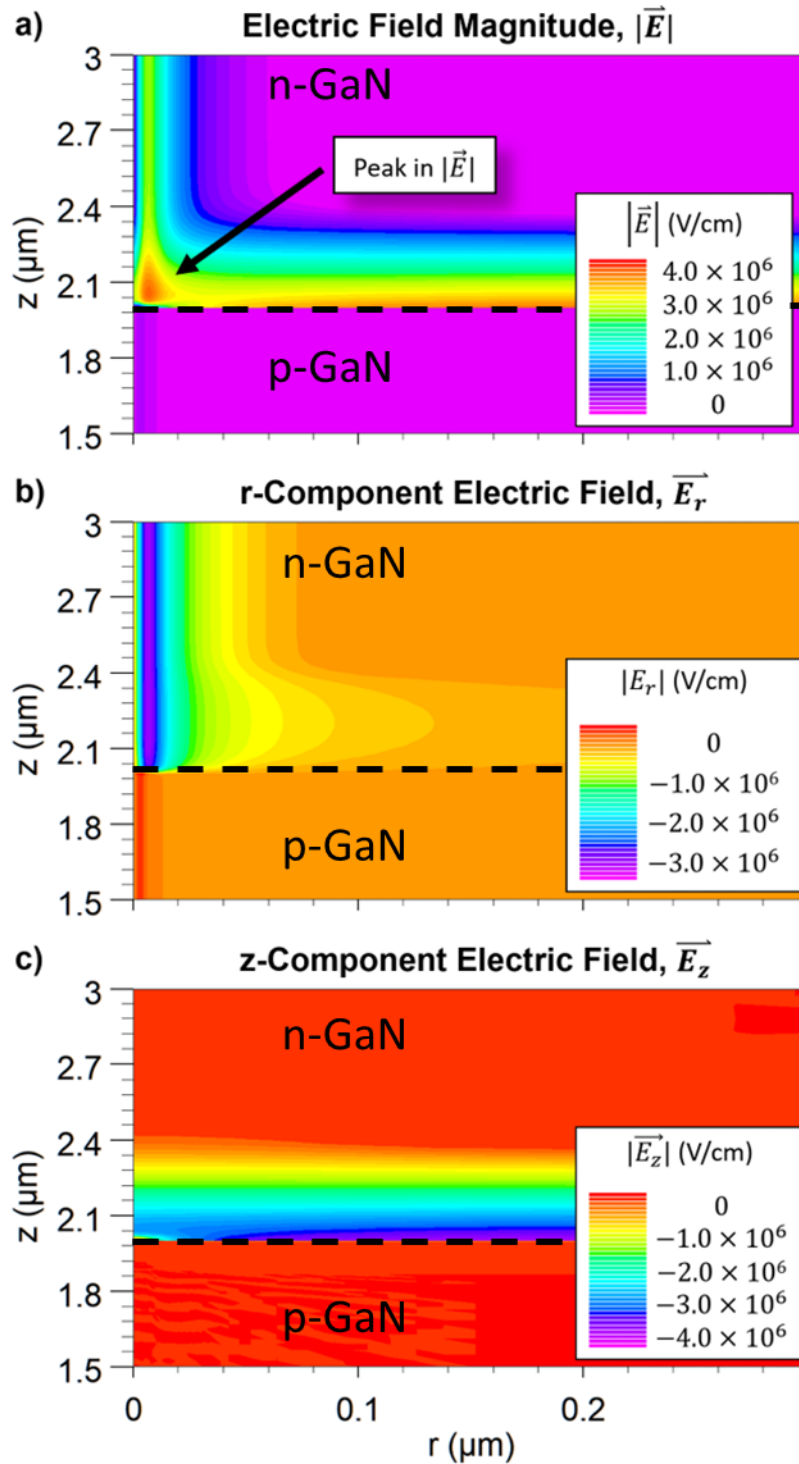 a) Electric Field Magnitude, |E⃗|
3
n-GaN
2.7
Peak in |E⃗|
2.4
|E⃗| (V/cm)
4.0 × 10⁶
3.0 × 10⁶
2.0 × 10⁶
1.0 × 10⁶
0
z (µm)
2.1
1.8
p-GaN
1.5
b) r-Component Electric Field, E_r⃗
3
n-GaN
2.7
2.4
|E_r| (V/cm)
0
−1.0 × 10⁶
−2.0 × 10⁶
−3.0 × 10⁶
z (µm)
2.1
1.8
p-GaN
1.5
c) z-Component Electric Field, E_z⃗
3
n-GaN
2.7
2.4
|E_z⃗| (V/cm)
0
−1.0 × 10⁶
−2.0 × 10⁶
−3.0 × 10⁶
−4.0 × 10⁶
z (µm)
2.1
1.8
p-GaN
1.5
0 0.1 0.2
r (µm)